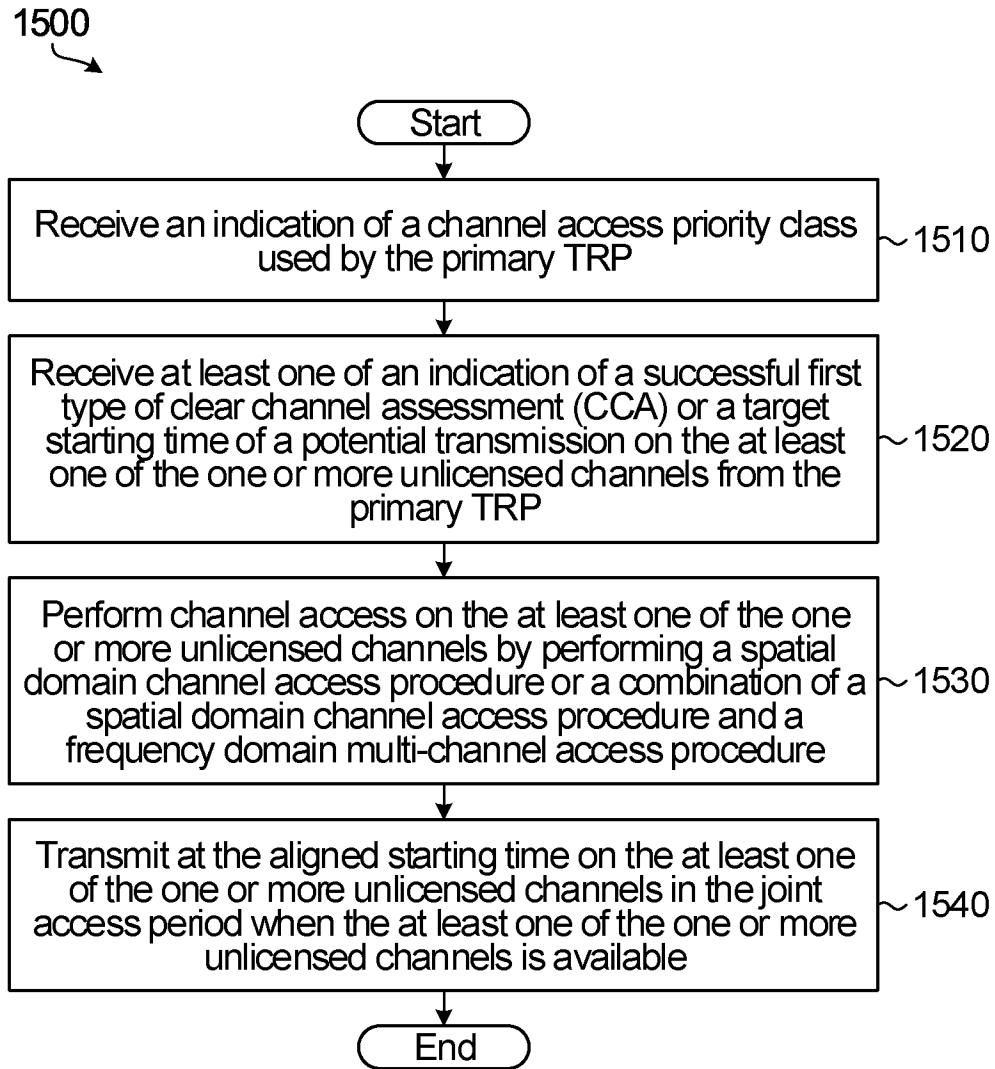 1500
Start
Receive an indication of a channel access priority class
used by the primary TRP
1510
Receive at least one of an indication of a successful first
type of clear channel assessment (CCA) or a target
starting time of a potential transmission on the at least
one of the one or more unlicensed channels from the
primary TRP
1520
Perform channel access on the at least one of the one
or more unlicensed channels by performing a spatial
domain channel access procedure or a combination of a
spatial domain channel access procedure and a
frequency domain multi-channel access procedure
1530
Transmit at the aligned starting time on the at least one
of the one or more unlicensed channels in the joint
access period when the at least one of the one or more
unlicensed channels is available
1540
End